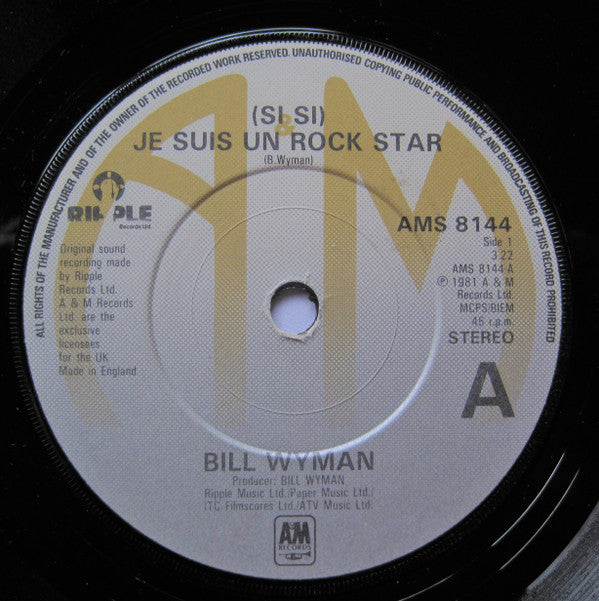 ALL RIGHTS OF THE MANUFACTURER AND OF THE OWNER OF THE RECORDED WORK RESERVED. UNAUTHORISED COPYING PUBLIC PERFORMANCE AND BROADCASTING OF THIS RECORD PROHIBITED
(SI SI)
&
JE SUIS UN ROCK STAR
(B.Wyman)
RIPPLE
Records Ltd.
Original sound
recording made
by Ripple
Records Ltd.
A & M Records
Ltd. are the
exclusive
licensees
for the UK
Made in England
AMS 8144
Side 1
3.22
AMS 8144 A
℗ 1981 A & M
Records Ltd.
MCPS/BIEM
45 r.p.m.
STEREO
A
BILL WYMAN
Producer: BILL WYMAN
Ripple Music Ltd./Paper Music Ltd./
ITC Filmscores Ltd./ATV Music Ltd.
A&M
RECORDS